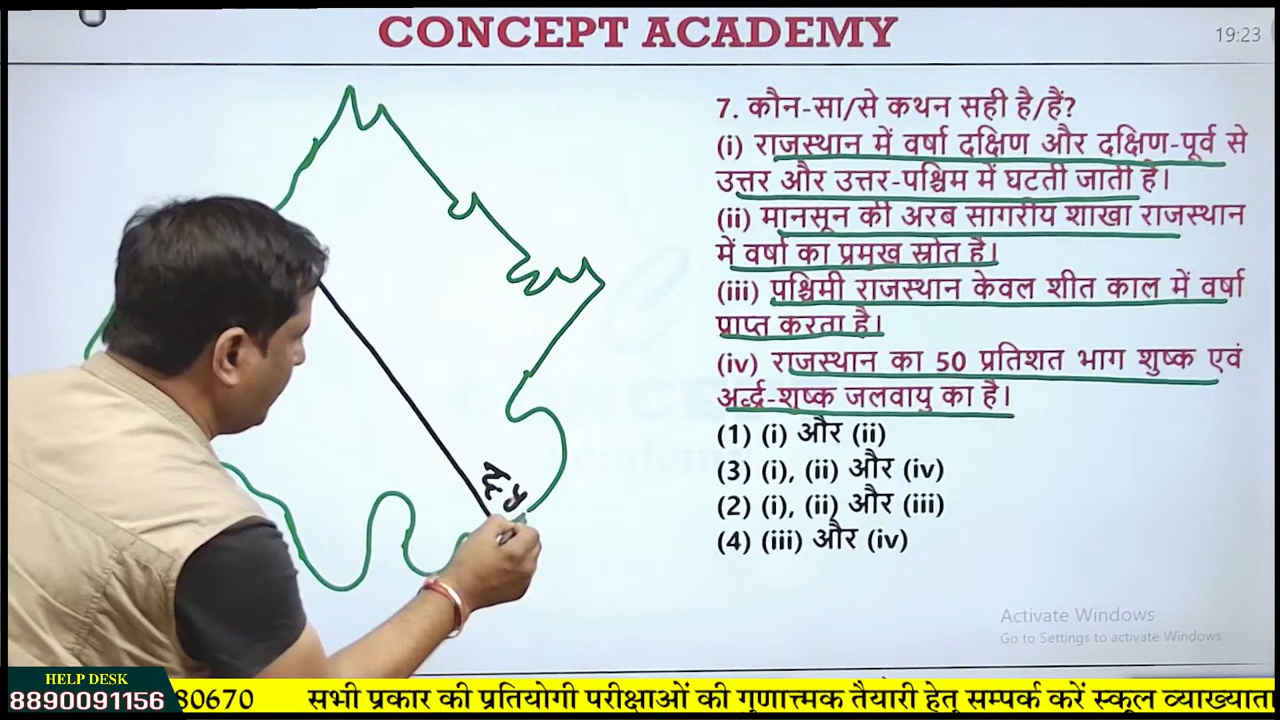 CONCEPT ACADEMY
19:23
7. कौन-सा/से कथन सही है/हैं?
(i) राजस्थान में वर्षा दक्षिण और दक्षिण-पूर्व से
उत्तर और उत्तर-पश्चिम में घटती जाती है।
(ii) मानसून की अरब सागरीय शाखा राजस्थान
में वर्षा का प्रमुख स्रोत है।
(iii) पश्चिमी राजस्थान केवल शीत काल में वर्षा
प्राप्त करता है।
(iv) राजस्थान का 50 प्रतिशत भाग शुष्क एवं
अर्द्ध-शुष्क जलवायु का है।
(1) (i) और (ii)
(3) (i), (ii) और (iv)
(2) (i), (ii) और (iii)
(4) (iii) और (iv)
Activate Windows
Go to Settings to activate Windows.
HELP DESK
8890091156
80670 सभी प्रकार की प्रतियोगी परीक्षाओं की गुणात्मक तैयारी हेतु सम्पर्क करें स्कूल व्याख्याता